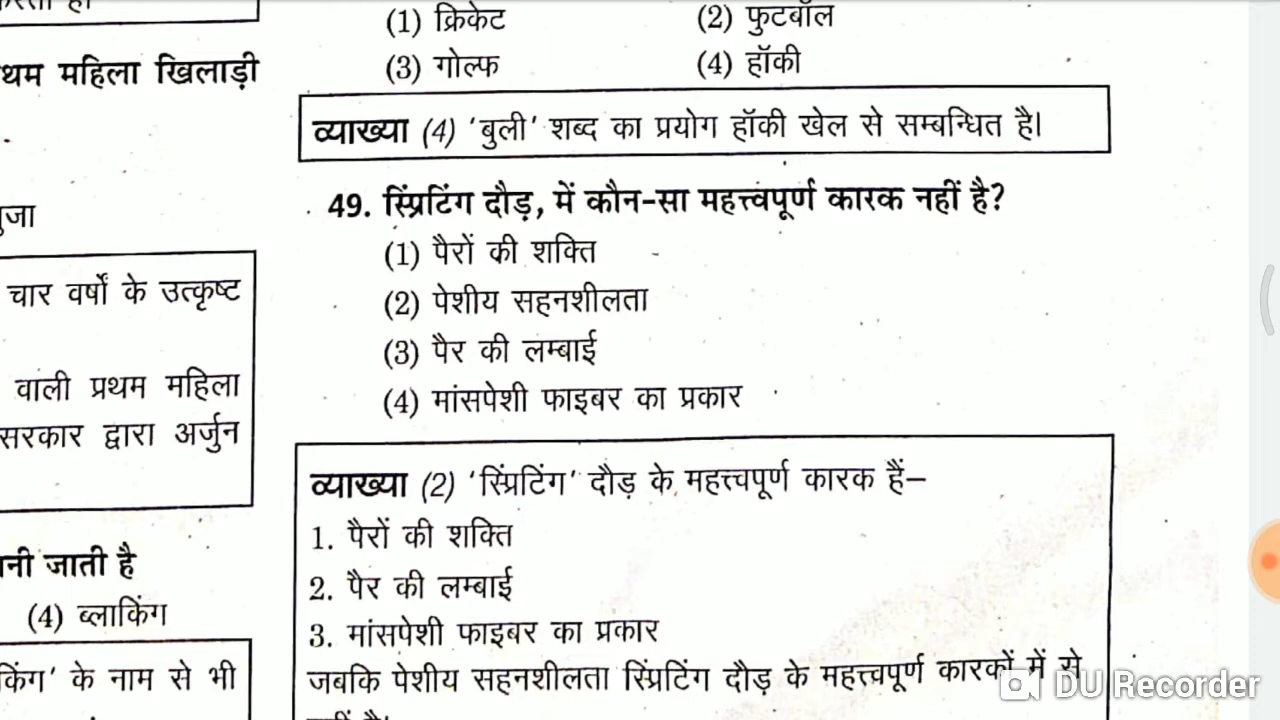 थम महिला खिलाड़ी
चार वर्षों के उत्कृष्ट
वाली प्रथम महिला
सरकार द्वारा अर्जुन
जाती है
(4) ब्लाकिंग
के नाम से भी
(1) क्रिकेट (2) फुटबॉल
(3) गोल्फ (4) हॉकी
व्याख्या (4) 'बुली' शब्द का प्रयोग हॉकी खेल से सम्बन्धित है।
49. स्प्रिंटिंग दौड़, में कौन-सा महत्त्वपूर्ण कारक नहीं है?
(1) पैरों की शक्ति
(2) पेशीय सहनशीलता
(3) पैर की लम्बाई
(4) मांसपेशी फाइबर का प्रकार
व्याख्या (2) 'स्प्रिंटिंग' दौड़ के महत्त्वपूर्ण कारक हैं–
1. पैरों की शक्ति
2. पैर की लम्बाई
3. मांसपेशी फाइबर का प्रकार
जबकि पेशीय सहनशीलता स्प्रिंटिंग दौड़ के महत्त्वपूर्ण कारकों में से
DU Recorder